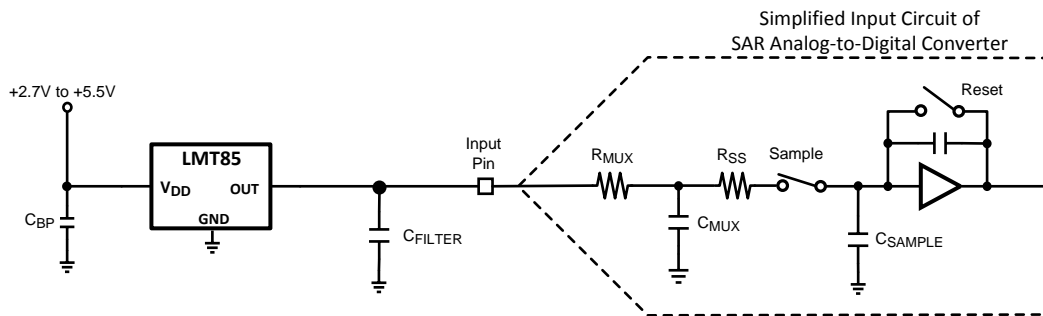 Simplified Input Circuit of
SAR Analog-to-Digital Converter
+2.7V to +5.5V
Reset
LMT85
Input
Pin
RMUX
RSS
Sample
VDD
OUT
GND
CBP
CFILTER
CMUX
CSAMPLE